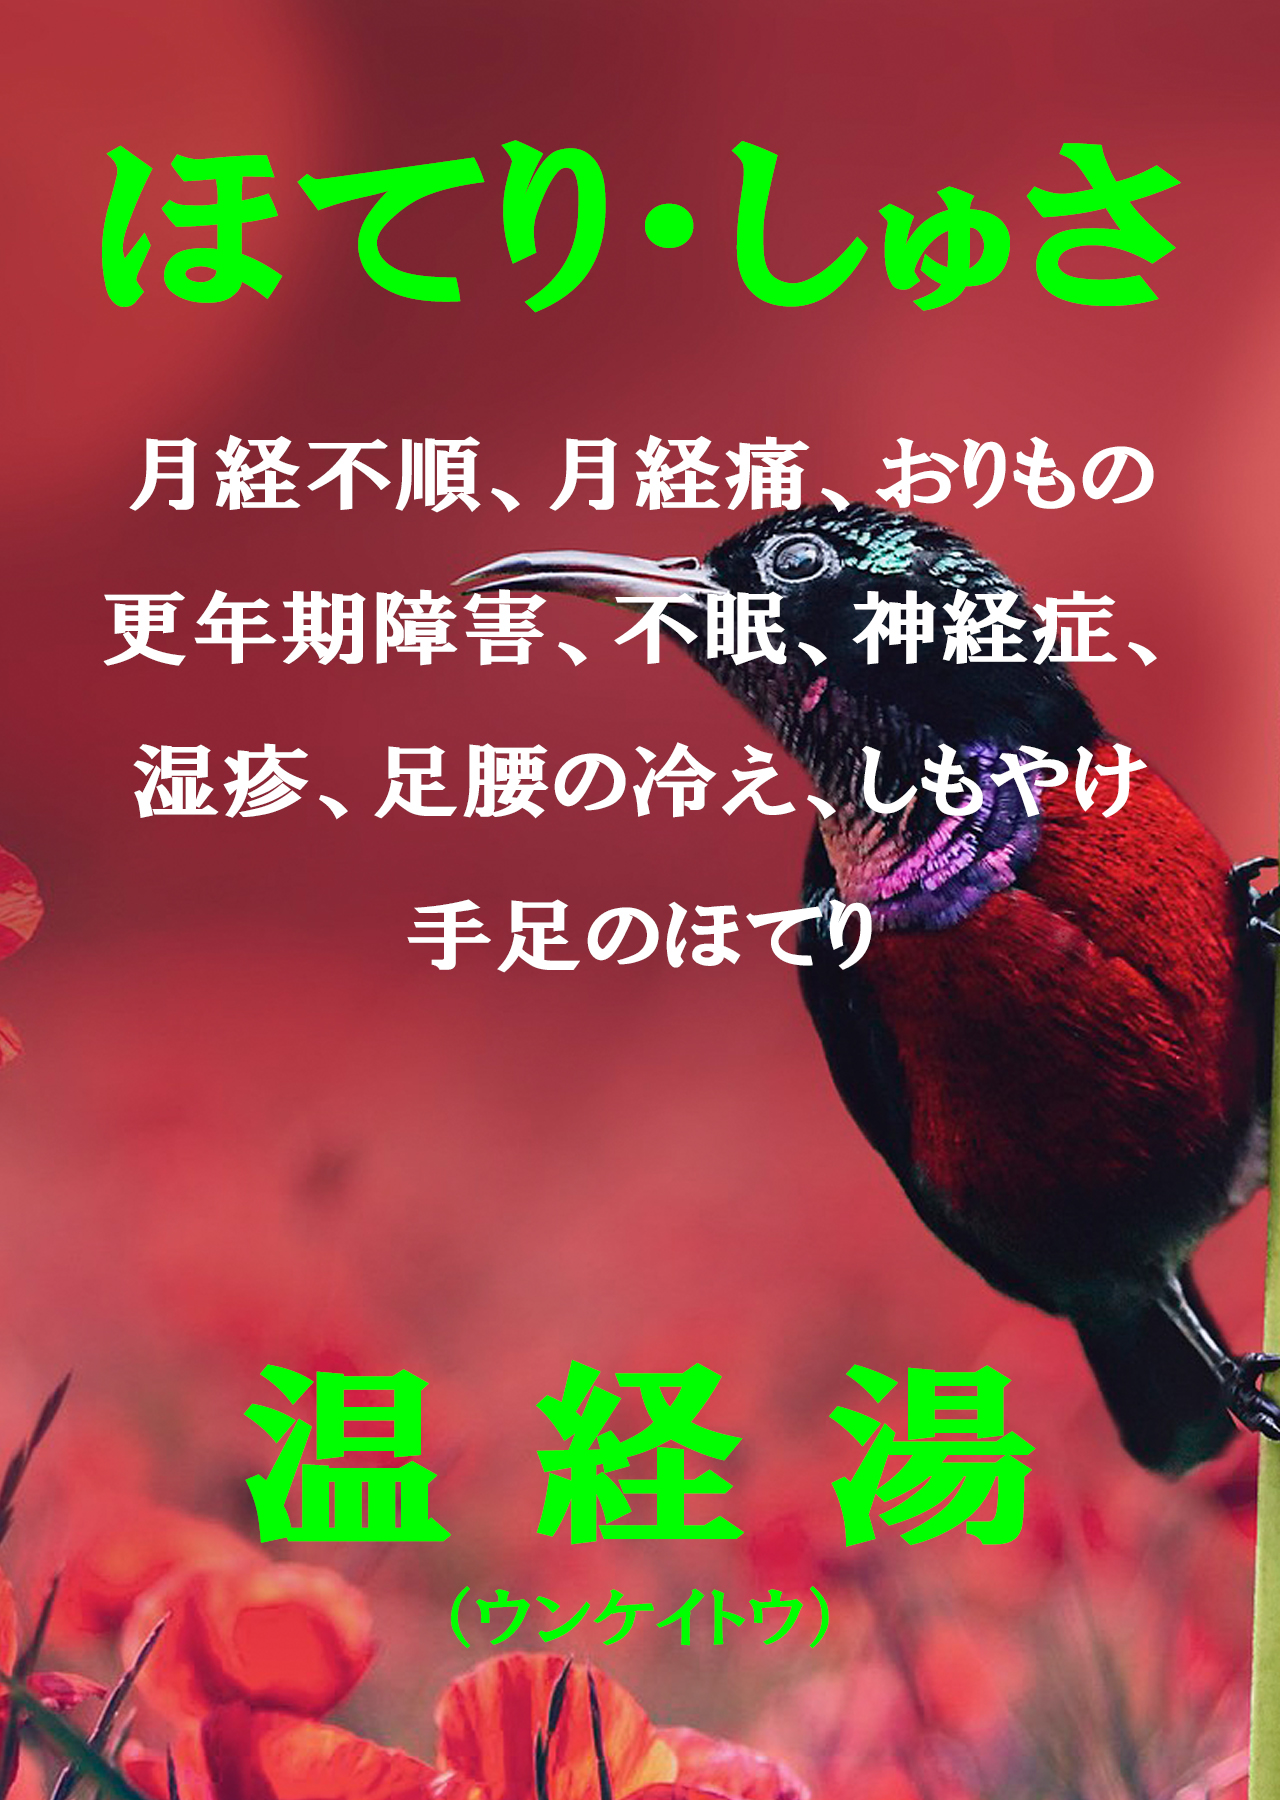 ほてり・しゅさ
月経不順、月経痛、おりもの
更年期障害、不眠、神経症、
湿疹、足腰の冷え、しもやけ
手足のほてり
温経湯
（ウンケイトウ）